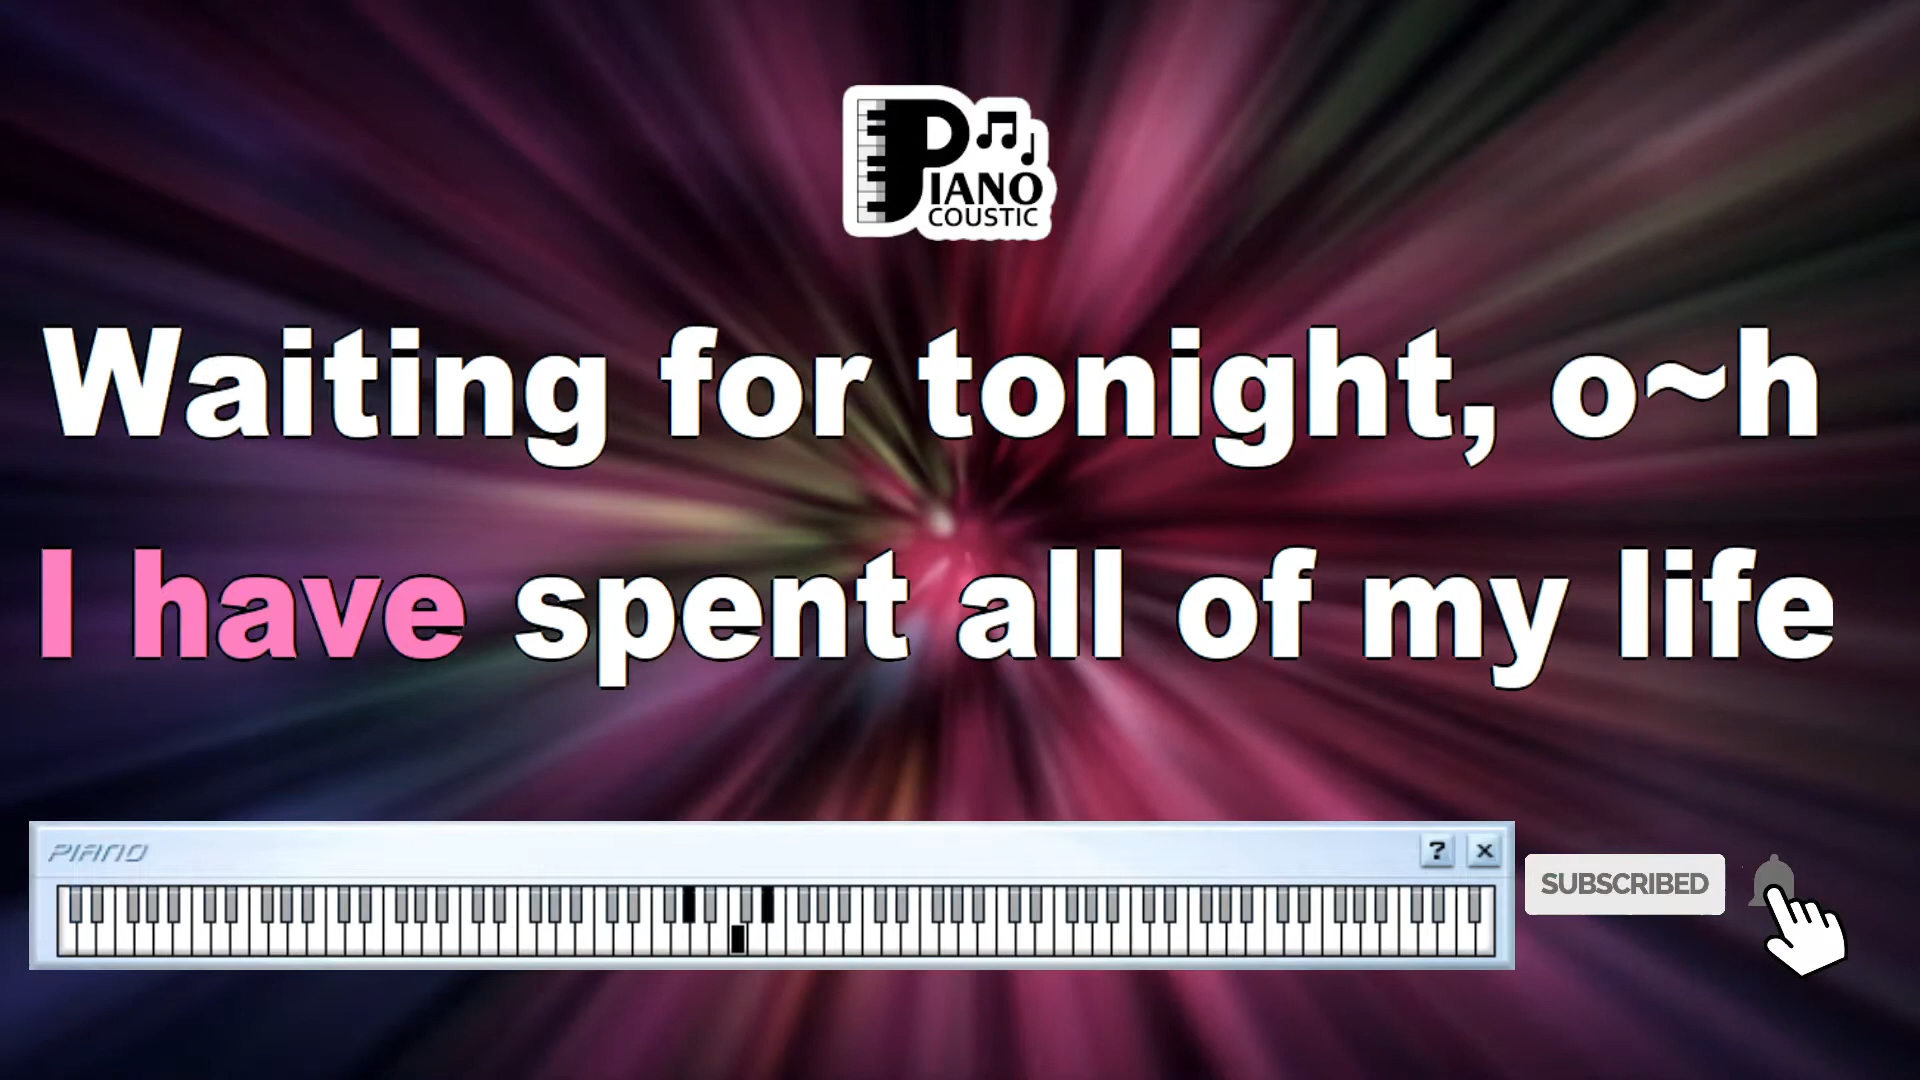 PIANO
COUSTIC
Waiting for tonight, o~h
I have spent all of my life
PIANO
?
×
SUBSCRIBED